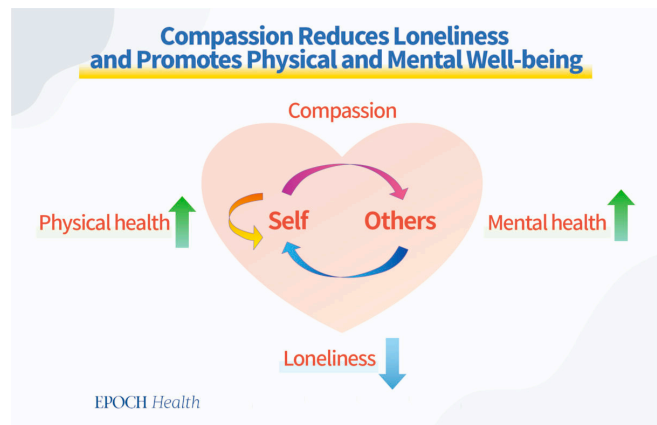 Compassion Reduces Loneliness
and Promotes Physical and Mental Well-being
Compassion
Physical health
Self
Others
Mental health
Loneliness
EPOCH Health